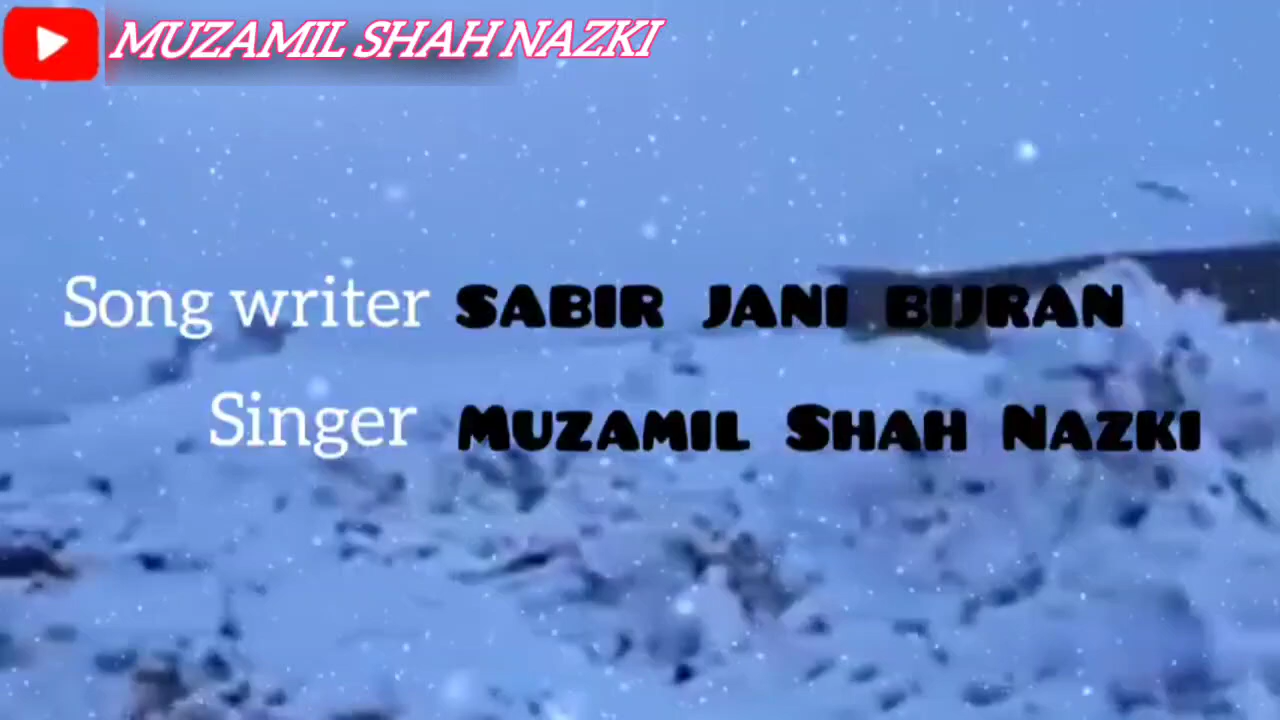 MUZAMIL SHAH NAZKI
Song writer SABIR JANI BIJRAN
Singer MUZAMIL SHAH NAZKI